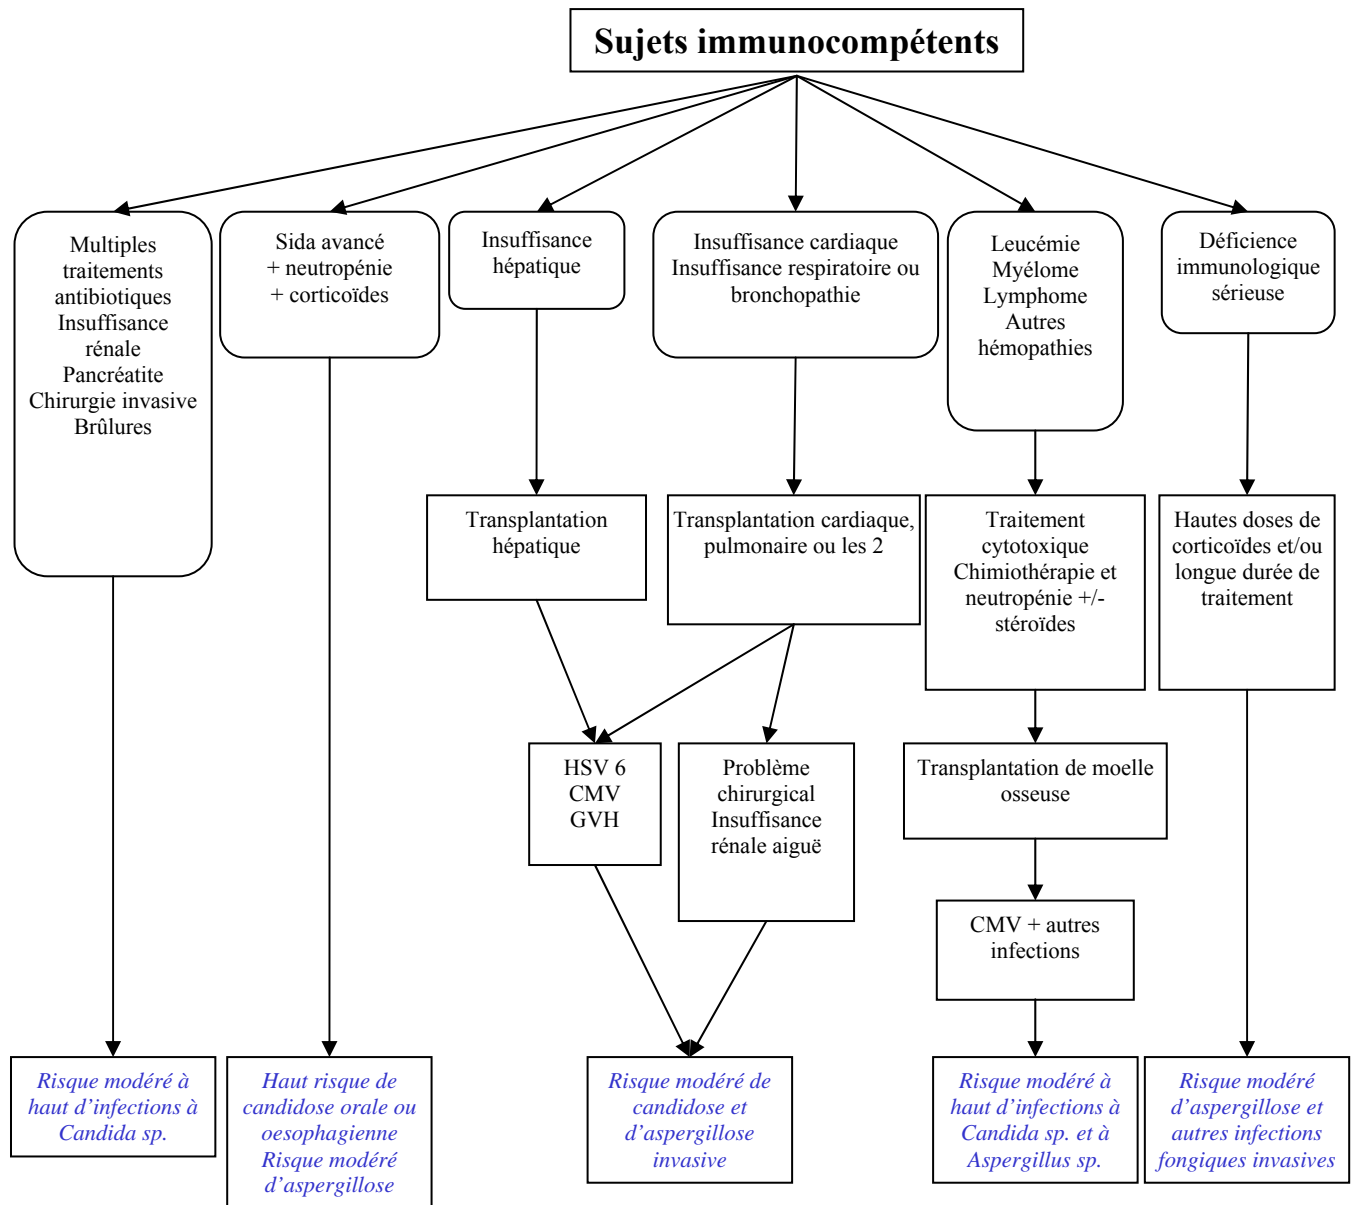 Sujets immunocompétents
Multiples
traitements
antibiotiques
Insuffisance
rénale
Pancréatite
Chirurgie invasive
Brûlures
Sida avancé
+ neutropénie
+ corticoïdes
Insuffisance
hépatique
Insuffisance cardiaque
Insuffisance respiratoire ou
bronchopathie
Leucémie
Myélome
Lymphome
Autres
hémopathies
Déficience
immunologique
sérieuse
Transplantation
hépatique
Transplantation cardiaque,
pulmonaire ou les 2
Traitement
cytotoxique
Chimiothérapie et
neutropénie +/-
stéroïdes
Hautes doses de
corticoïdes et/ou
longue durée de
traitement
HSV 6
CMV
GVH
Problème
chirurgical
Insuffisance
rénale aiguë
Transplantation de moelle
osseuse
CMV + autres
infections
Risque modéré à
haut d’infections à
Candida sp.
Haut risque de
candidose orale ou
oesophagienne
Risque modéré
d’aspergillose
Risque modéré de
candidose et
d’aspergillose
invasive
Risque modéré à
haut d’infections à
Candida sp. et à
Aspergillus sp.
Risque modéré
d’aspergillose et
autres infections
fongiques invasives